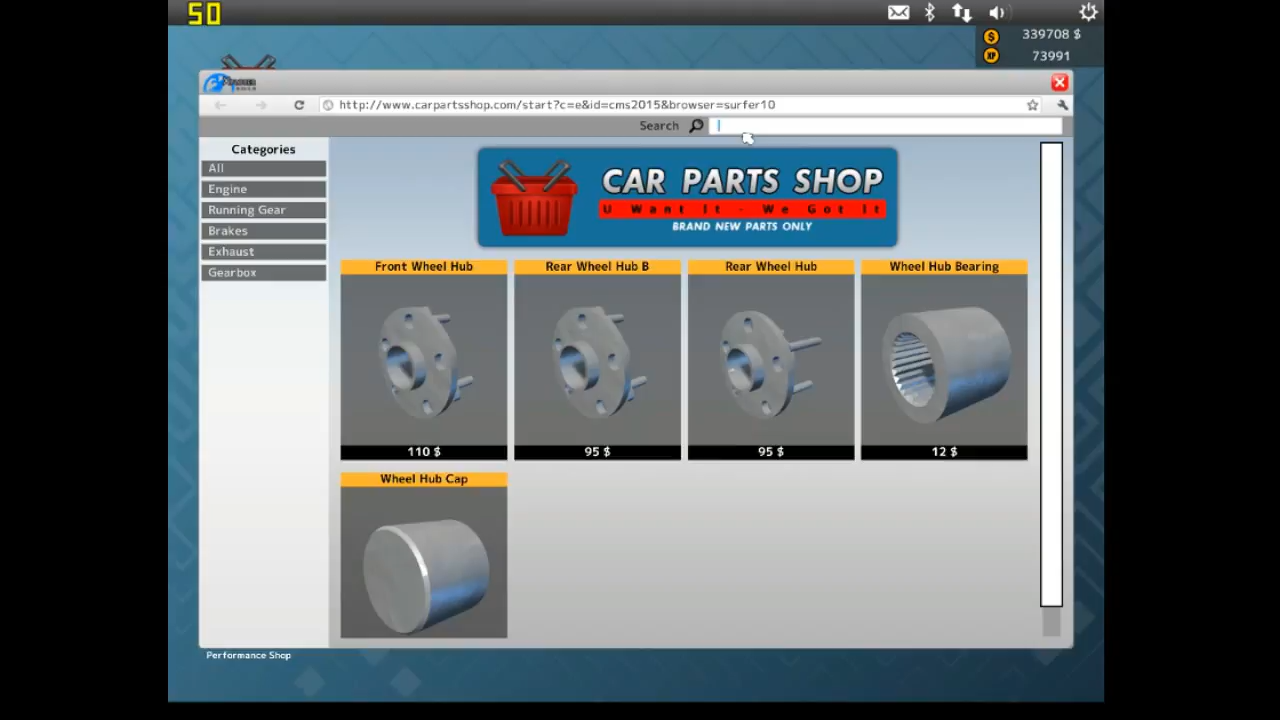 50
339708 $
XP
73991
http://www.carpartsshop.com/start?c=e&id=cms2015&browser=surfer10
Search
Categories
All
Engine
Running Gear
Brakes
Exhaust
Gearbox
CAR PARTS SHOP
U Want It - We Got It
BRAND NEW PARTS ONLY
Front Wheel Hub
Rear Wheel Hub B
Rear Wheel Hub
Wheel Hub Bearing
110 $
95 $
95 $
12 $
Wheel Hub Cap
Performance Shop